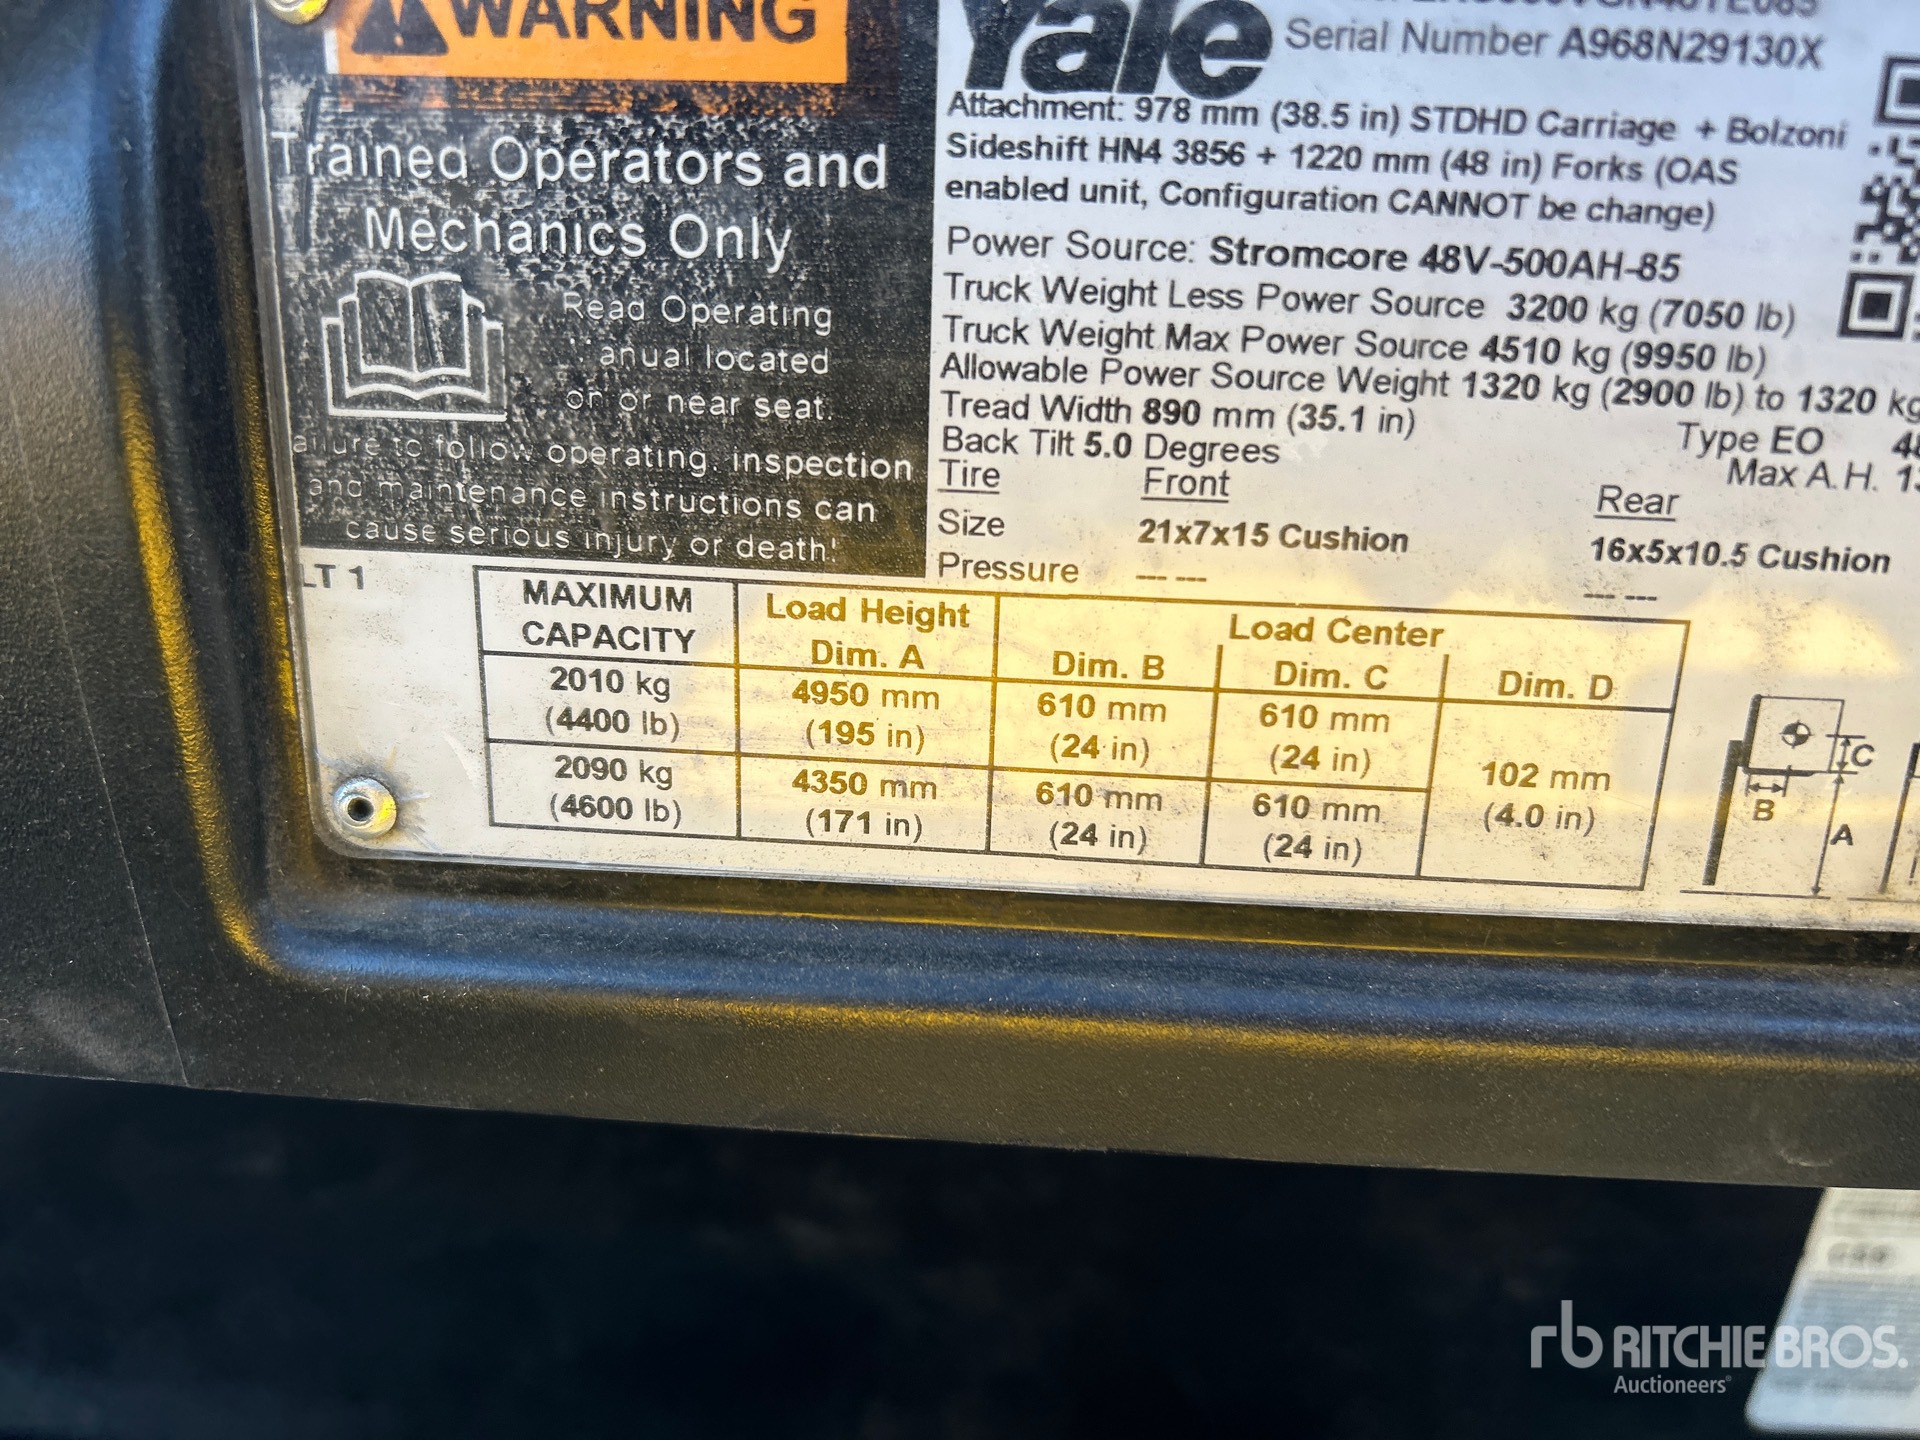 WARNING
Trained Operators and
Mechanics Only
Read Operating
anual located
on or near seat.
ailure to follow operating, inspection
and maintenance instructions can
cause serious injury or death!
LT 1
Yale
Serial Number A968N29130X
Attachment: 978 mm (38.5 in) STDHD Carriage + Bolzoni
Sideshift HN4 3856 + 1220 mm (48 in) Forks (OAS
enabled unit, Configuration CANNOT be change)
Power Source: Stromcore 48V-500AH-85
Truck Weight Less Power Source 3200 kg (7050 lb)
Truck Weight Max Power Source 4510 kg (9950 lb)
Allowable Power Source Weight 1320 kg (2900 lb) to 1320 kg
Tread Width 890 mm (35.1 in)
Back Tilt 5.0 Degrees
Type EO 48
Max A.H.
Tire Front Rear
Size 21x7x15 Cushion 16x5x10.5 Cushion
Pressure --- --- --- ---
MAXIMUM CAPACITY Load Height Dim. A Load Center
Dim. B Dim. C Dim. D
2010 kg 4950 mm 610 mm 610 mm
(4400 lb) (195 in) (24 in) (24 in)
102 mm
(4.0 in)
2090 kg 4350 mm 610 mm 610 mm
(4600 lb) (171 in) (24 in) (24 in)
C
B
A
rb RITCHIE BROS.
Auctioneers